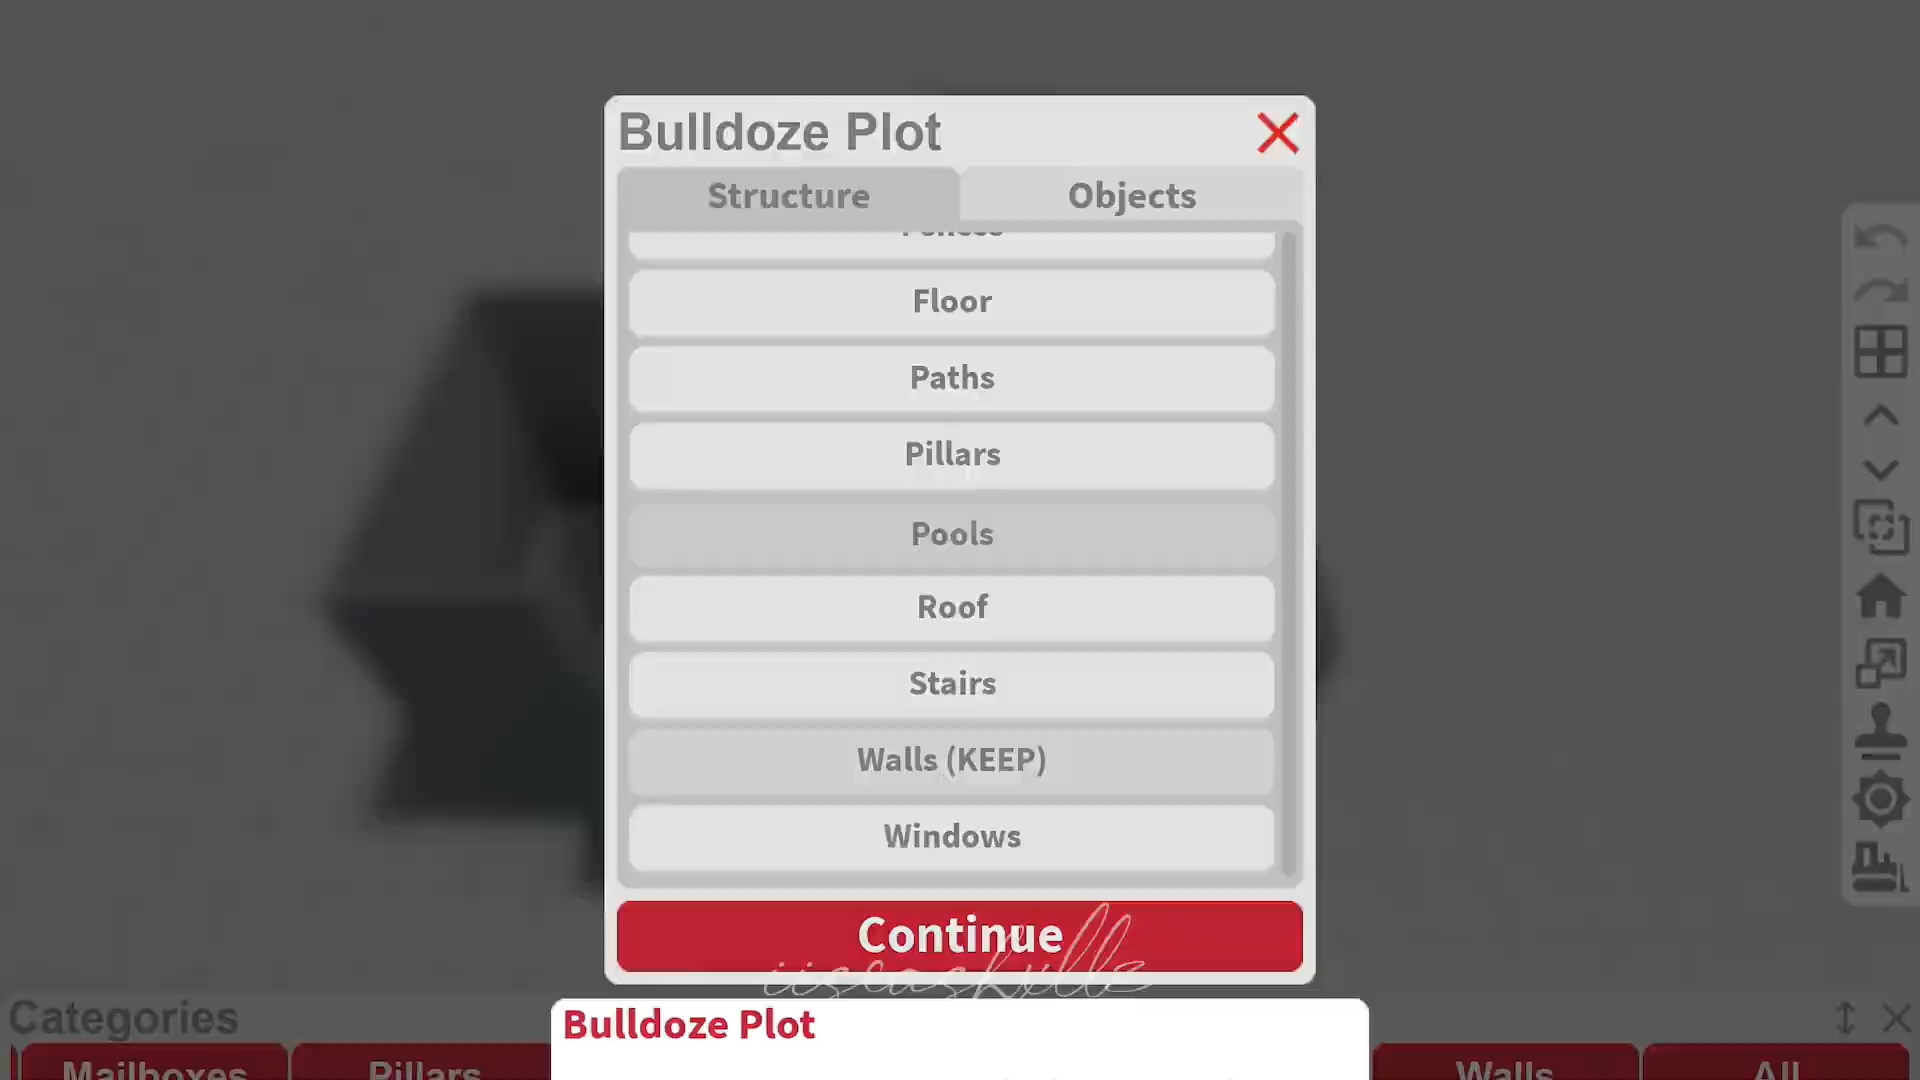 Bulldoze Plot
Structure
Objects
Fences
Floor
Paths
Pillars
Pools
Roof
Stairs
Walls (KEEP)
Windows
Continue
Bulldoze Plot
Categories
Mailboxes
Pillars
Walls
All